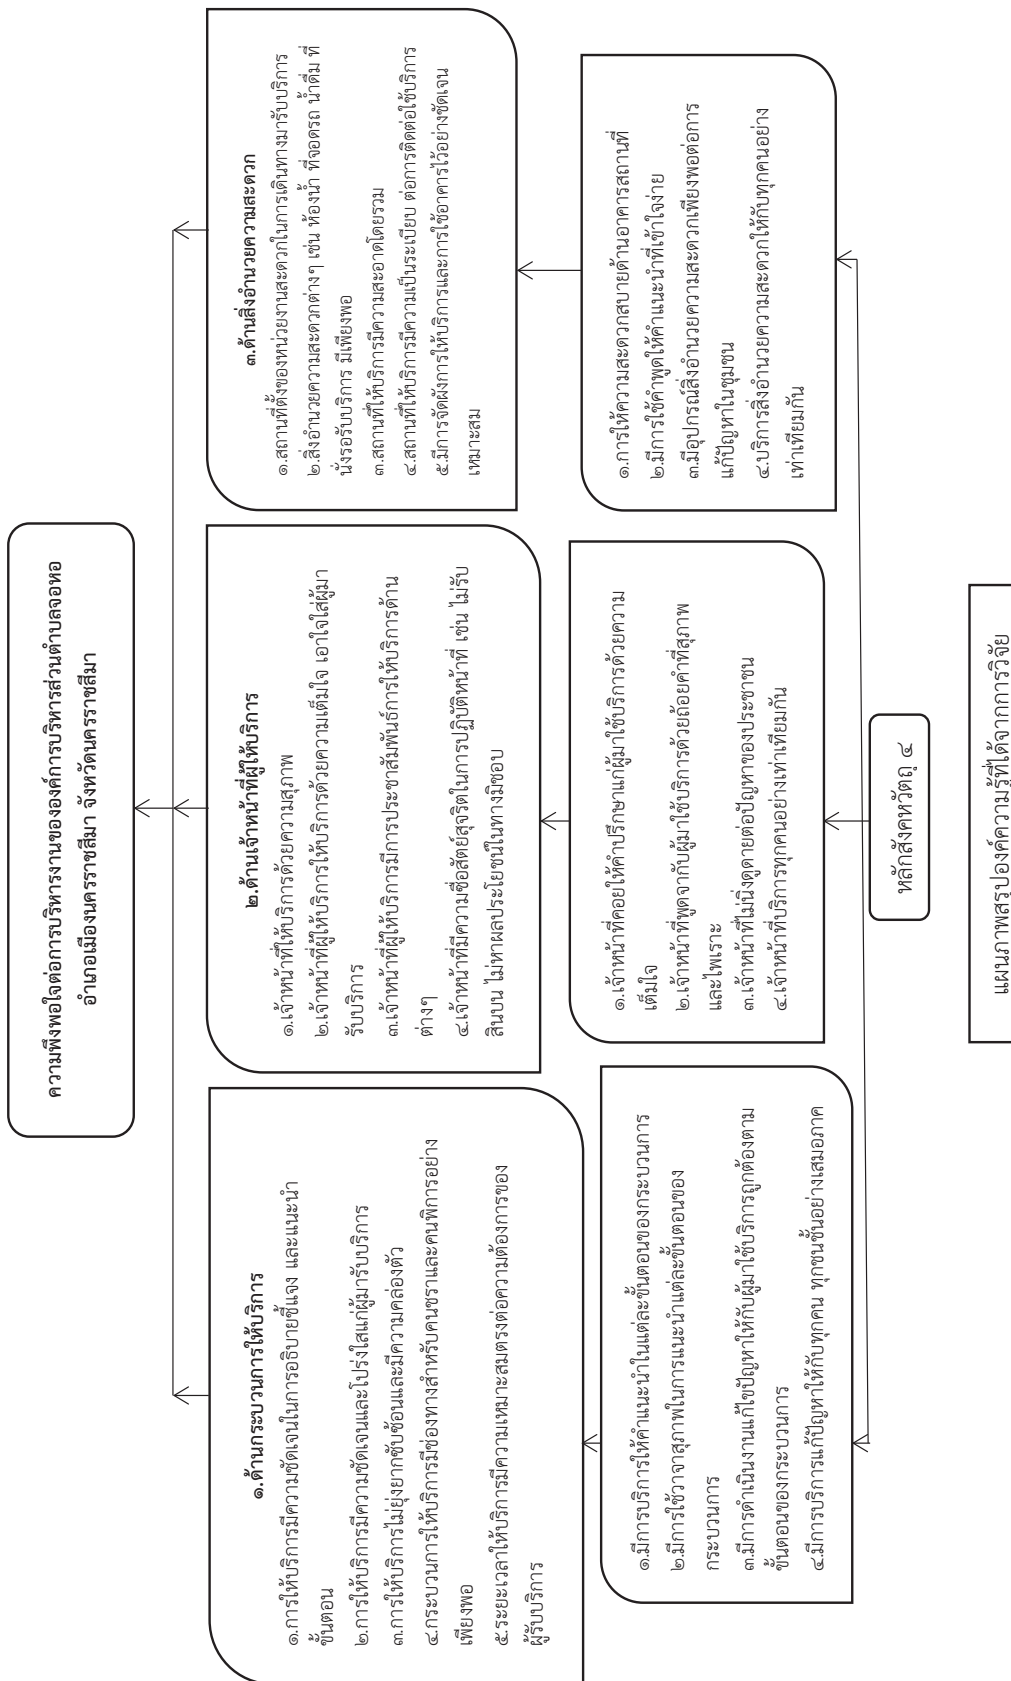 ความพึงพอใจต่อการบริหารงานขององค์การบริหารส่วนตำบลจอหอ
อำเภอเมืองนครราชสีมา จังหวัดนครราชสีมา
๑.ด้านกระบวนการให้บริการ
๑.การให้บริการมีความชัดเจนในการอธิบายชี้แจง และแนะนำ
ขั้นตอน
๒.การให้บริการมีความชัดเจนและโปร่งใสแก่ผู้มารับบริการ
๓.การให้บริการไม่ยุ่งยากซับซ้อนและมีความคล่องตัว
๔.กระบวนการให้บริการมีช่องทางสำหรับคนชราและคนพิการอย่าง
เพียงพอ
๕.ระยะเวลาให้บริการมีความเหมาะสมตรงต่อความต้องการของ
ผู้รับบริการ
๒.ด้านเจ้าหน้าที่ผู้ให้บริการ
๑.เจ้าหน้าที่ให้บริการด้วยความสุภาพ
๒.เจ้าหน้าที่ผู้ให้บริการให้บริการด้วยความเต็มใจ เอาใจใส่ผู้มา
รับบริการ
๓.เจ้าหน้าที่ผู้ให้บริการมีการประชาสัมพันธ์การให้บริการด้าน
ต่างๆ
๔.เจ้าหน้าที่มีความซื่อสัตย์สุจริตในการปฏิบัติหน้าที่ เช่น ไม่รับ
สินบน ไม่หาผลประโยชน์ในทางมิชอบ
๓.ด้านสิ่งอำนวยความสะดวก
๑.สถานที่ตั้งของหน่วยงานสะดวกในการเดินทางมารับบริการ
๒.สิ่งอำนวยความสะดวกต่างๆ เช่น ห้องน้ำ ที่จอดรถ น้ำดื่ม ที่
นั่งรอรับบริการ มีเพียงพอ
๓.สถานที่ให้บริการมีความสะอาดโดยรวม
๔.สถานที่ให้บริการมีความเป็นระเบียบ ต่อการติดต่อใช้บริการ
๕.มีการจัดผังการให้บริการและการใช้อาคารไว้อย่างชัดเจน
เหมาะสม
๑.มีการบริการให้คำแนะนำในแต่ละขั้นตอนของกระบวนการ
๒.มีการใช้วาจาสุภาพในการแนะนำแต่ละขั้นตอนของ
กระบวนการ
๓.มีการดำเนินงานแก้ไขปัญหาให้กับผู้มาใช้บริการถูกต้องตาม
ขั้นตอนของกระบวนการ
๔.มีการบริการแก้ปัญหาให้กับทุกคน ทุกชนชั้นอย่างเสมอภาค
๑.เจ้าหน้าที่คอยให้คำปรึกษาแก่ผู้มาใช้บริการด้วยความ
เต็มใจ
๒.เจ้าหน้าที่พูดจากับผู้มาใช้บริการด้วยถ้อยคำที่สุภาพ
และไพเราะ
๓.เจ้าหน้าที่ไม่นิ่งดูดายต่อปัญหาของประชาชน
๔.เจ้าหน้าที่บริการทุกคนอย่างเท่าเทียมกัน
๑.การให้ความสะดวกสบายด้านอาคารสถานที่
๒.มีการใช้คำพูดให้คำแนะนำที่เข้าใจง่าย
๓.มีอุปกรณ์สิ่งอำนวยความสะดวกเพียงพอต่อการ
แก้ปัญหาในชุมชน
๔.บริการสิ่งอำนวยความสะดวกให้กับทุกคนอย่าง
เท่าเทียมกัน
หลักสังคหวัตถุ ๔
แผนภาพสรุปองค์ความรู้ที่ได้จากการวิจัย